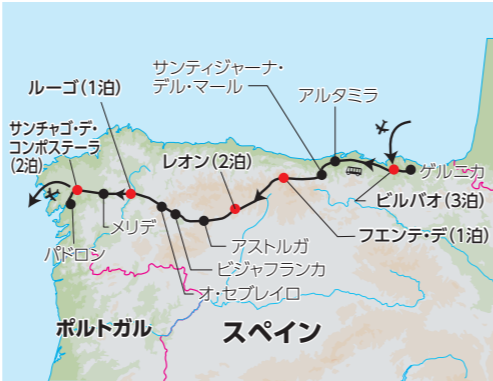 サンティジャーナ・
デル・マール
アルタミラ
ルーゴ(1泊)
サンチャゴ・デ・
コンポステーラ
(2泊)
レオン(2泊)
ゲルニカ
ビルバオ(3泊)
フエンテ・デ(1泊)
メリデ
パドロン
アストルガ
ビジャフランカ
オ・セブレイロ
ポルトガル
スペイン